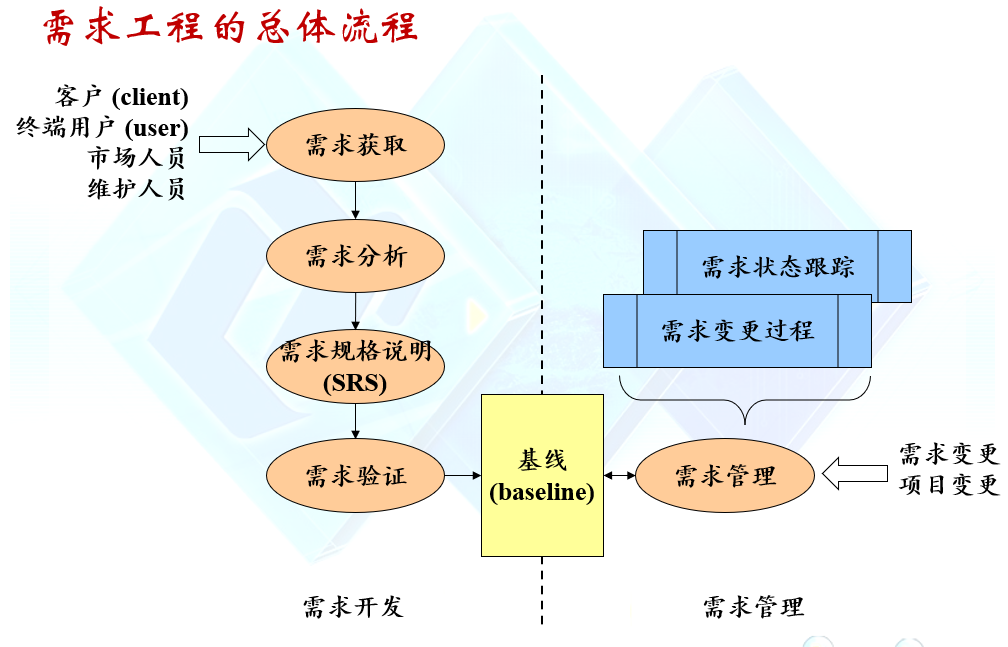 需求工程的总体流程
客户 (client)
终端用户 (user)
市场人员
维护人员
需求获取
需求分析
需求规格说明
(SRS)
需求验证
基线
(baseline)
需求状态跟踪
需求变更过程
需求管理
需求变更
项目变更
需求开发
需求管理